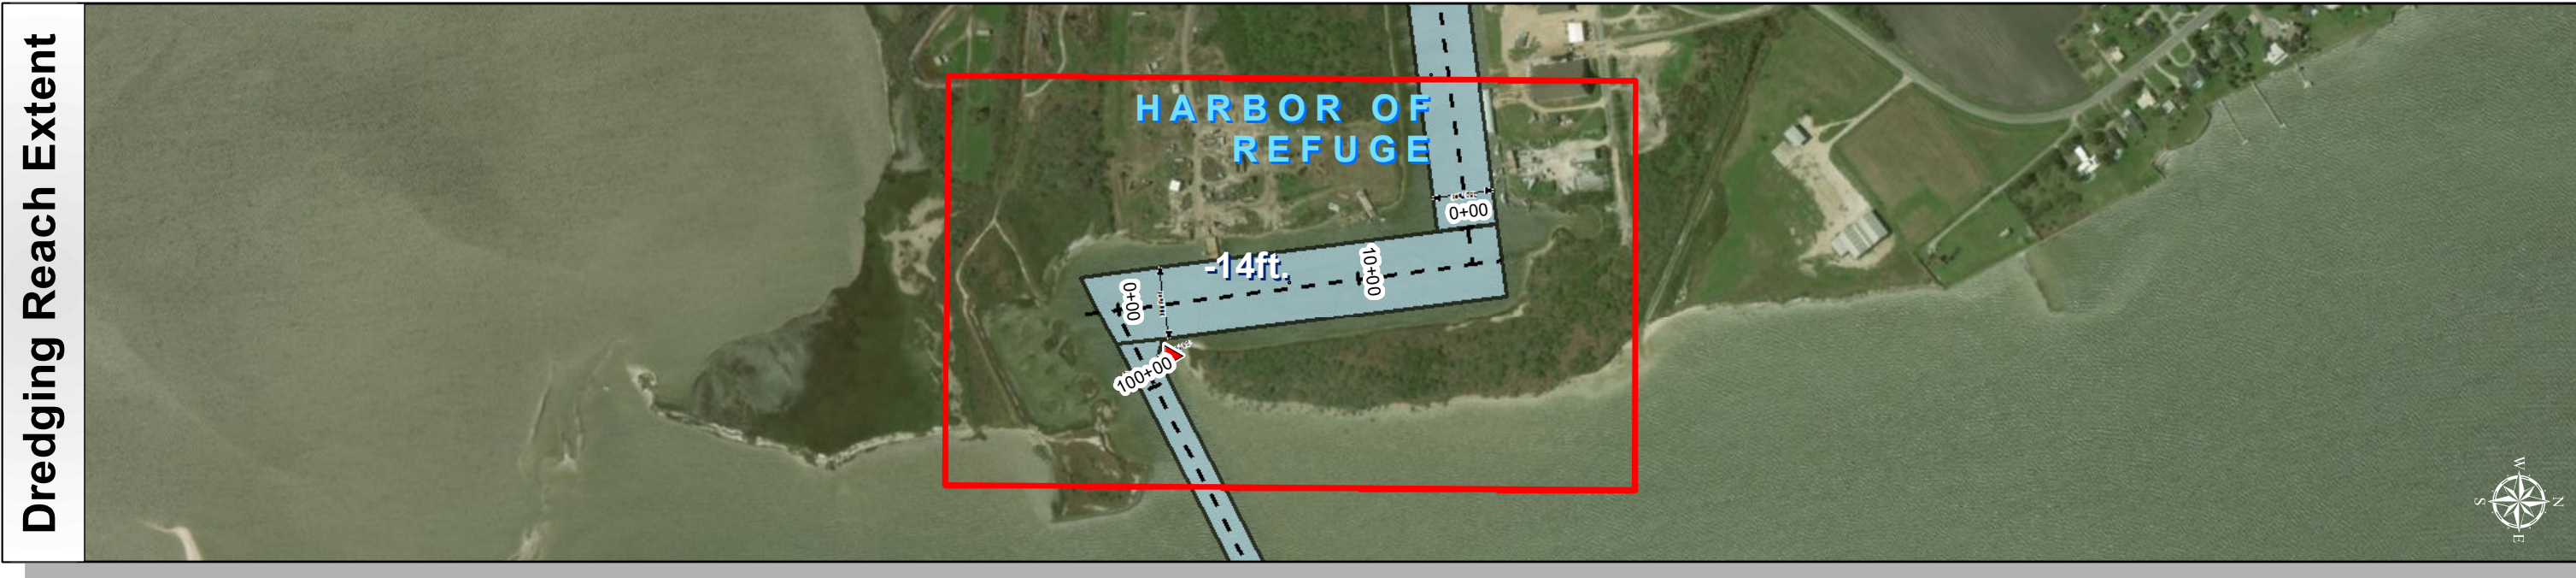 Dredging Reach Extent
HARBOR OF
REFUGE
0+00
-14ft.
10+00
0+00
100+00
W
S
N
E